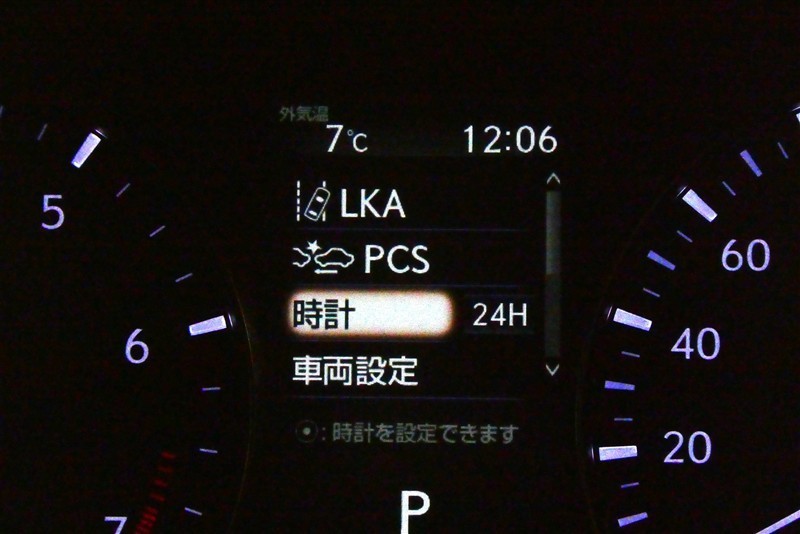 外気温
7℃ 12:06
LKA
PCS
時計 24H
車両設定
⦿:時計を設定できます
P
5
6
7
60
40
20